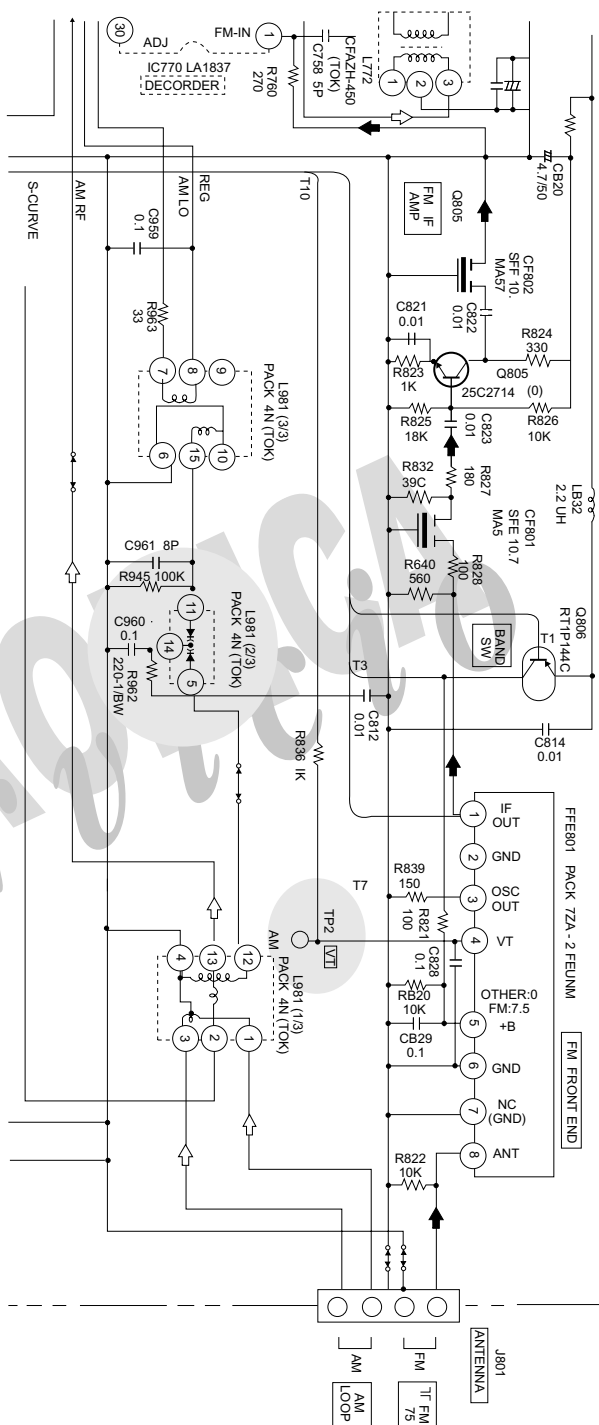 30
ADJ
FM-IN
1
IC770 LA1837
DECORDER
R760
270
C758 5P
CFAZH-450
(TOK)
L772
1
2
3
CB20
4.7/50
S-CURVE
AM RF
AM LO
REG
T10
C959
0.1
R963
33
FM IF
AMP
Q805
CF802
SFF 10.
MA57
C822
0.01
C821
0.01
R823
1K
R824
330
Q805
25C2714
(0)
R825
18K
C823
0.01
R826
10K
7
8
9
6
15
10
L981 (3/3)
PACK 4N (TOK)
R832
39C
R827
180
CF801
SFE 10.7
MA5
LB32
2.2 UH
C961 8P
R945 100K
R640
560
R828
100
C960
0.1
11
14
5
L981 (2/3)
PACK 4N (TOK)
R962
220-1/BW
T3
C812
0.01
BAND
SW
T1
Q806
RT1P144C
C814
0.01
R836 IK
FFE801 PACK 7ZA - 2 FEUNM
1
IF
OUT
2
GND
3
OSC
OUT
4
VT
5
OTHER:0
FM:7.5
+B
6
GND
7
NC
(GND)
8
ANT
FM FRONT END
R839
150
R821
100
C828
0.1
RB20
10K
CB29
0.1
R822
10K
T7
TP2
VT
AM
L981 (1/3)
PACK 4N (TOK)
4
13
12
3
2
1
J801
ANTENNA
FM
FM
75
AM
AM
LOOP